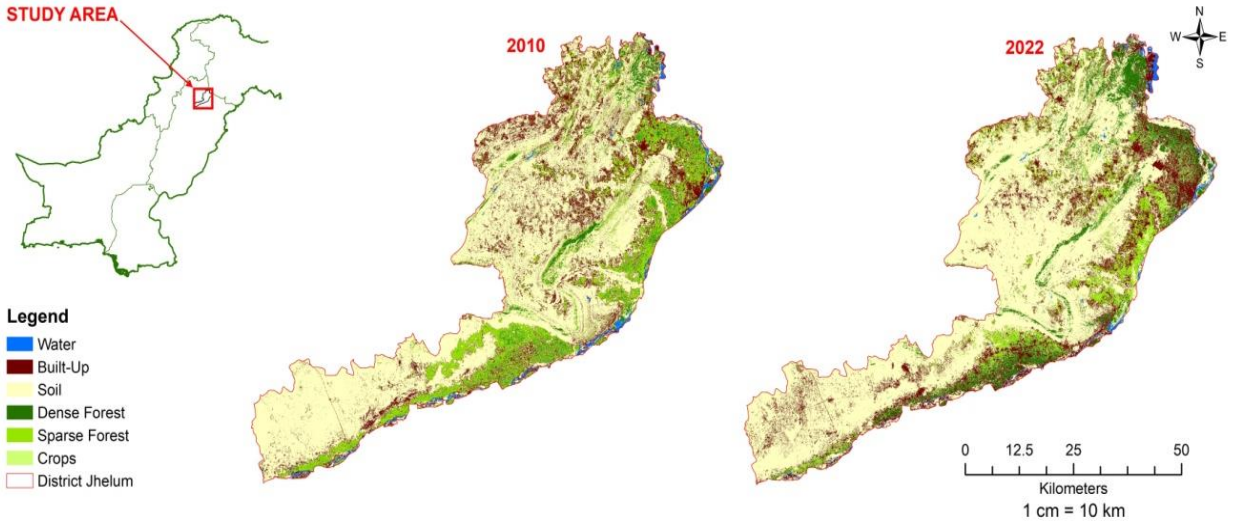 STUDY AREA
2010
2022
N
W E
S
Legend
Water
Built-Up
Soil
Dense Forest
Sparse Forest
Crops
District Jhelum
0 12.5 25 50
Kilometers
1 cm = 10 km